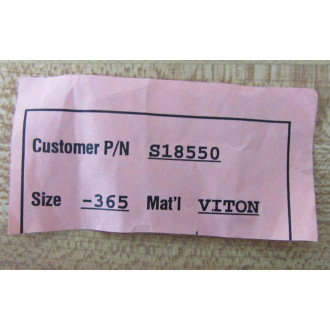 Customer P/N S18550
Size -365 Mat'l VITON